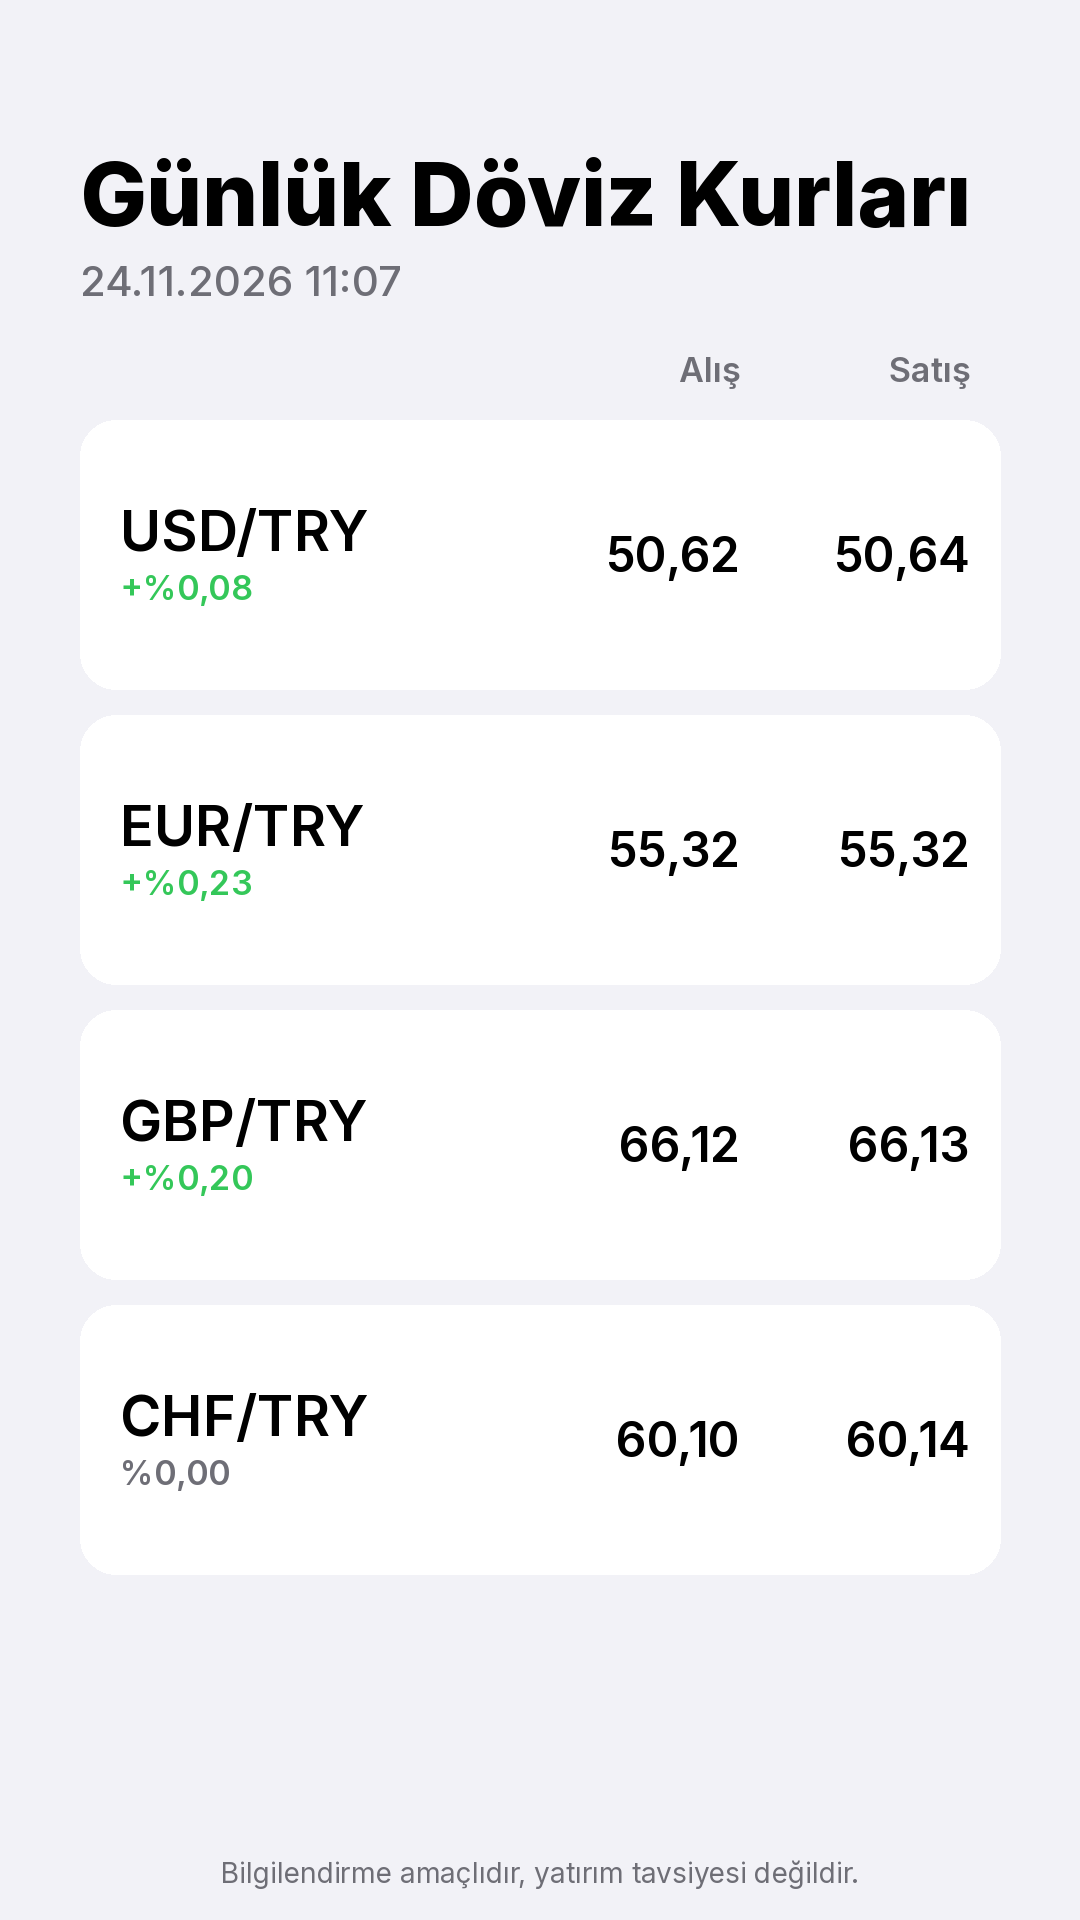 Günlük Döviz Kurları
24.11.2026 11:07
Alış Satış
USD/TRY
+%0,08
50,62 50,64
EUR/TRY
+%0,23
55,32 55,32
GBP/TRY
+%0,20
66,12 66,13
CHF/TRY
%0,00
60,10 60,14
Bilgilendirme amaçlıdır, yatırım tavsiyesi değildir.